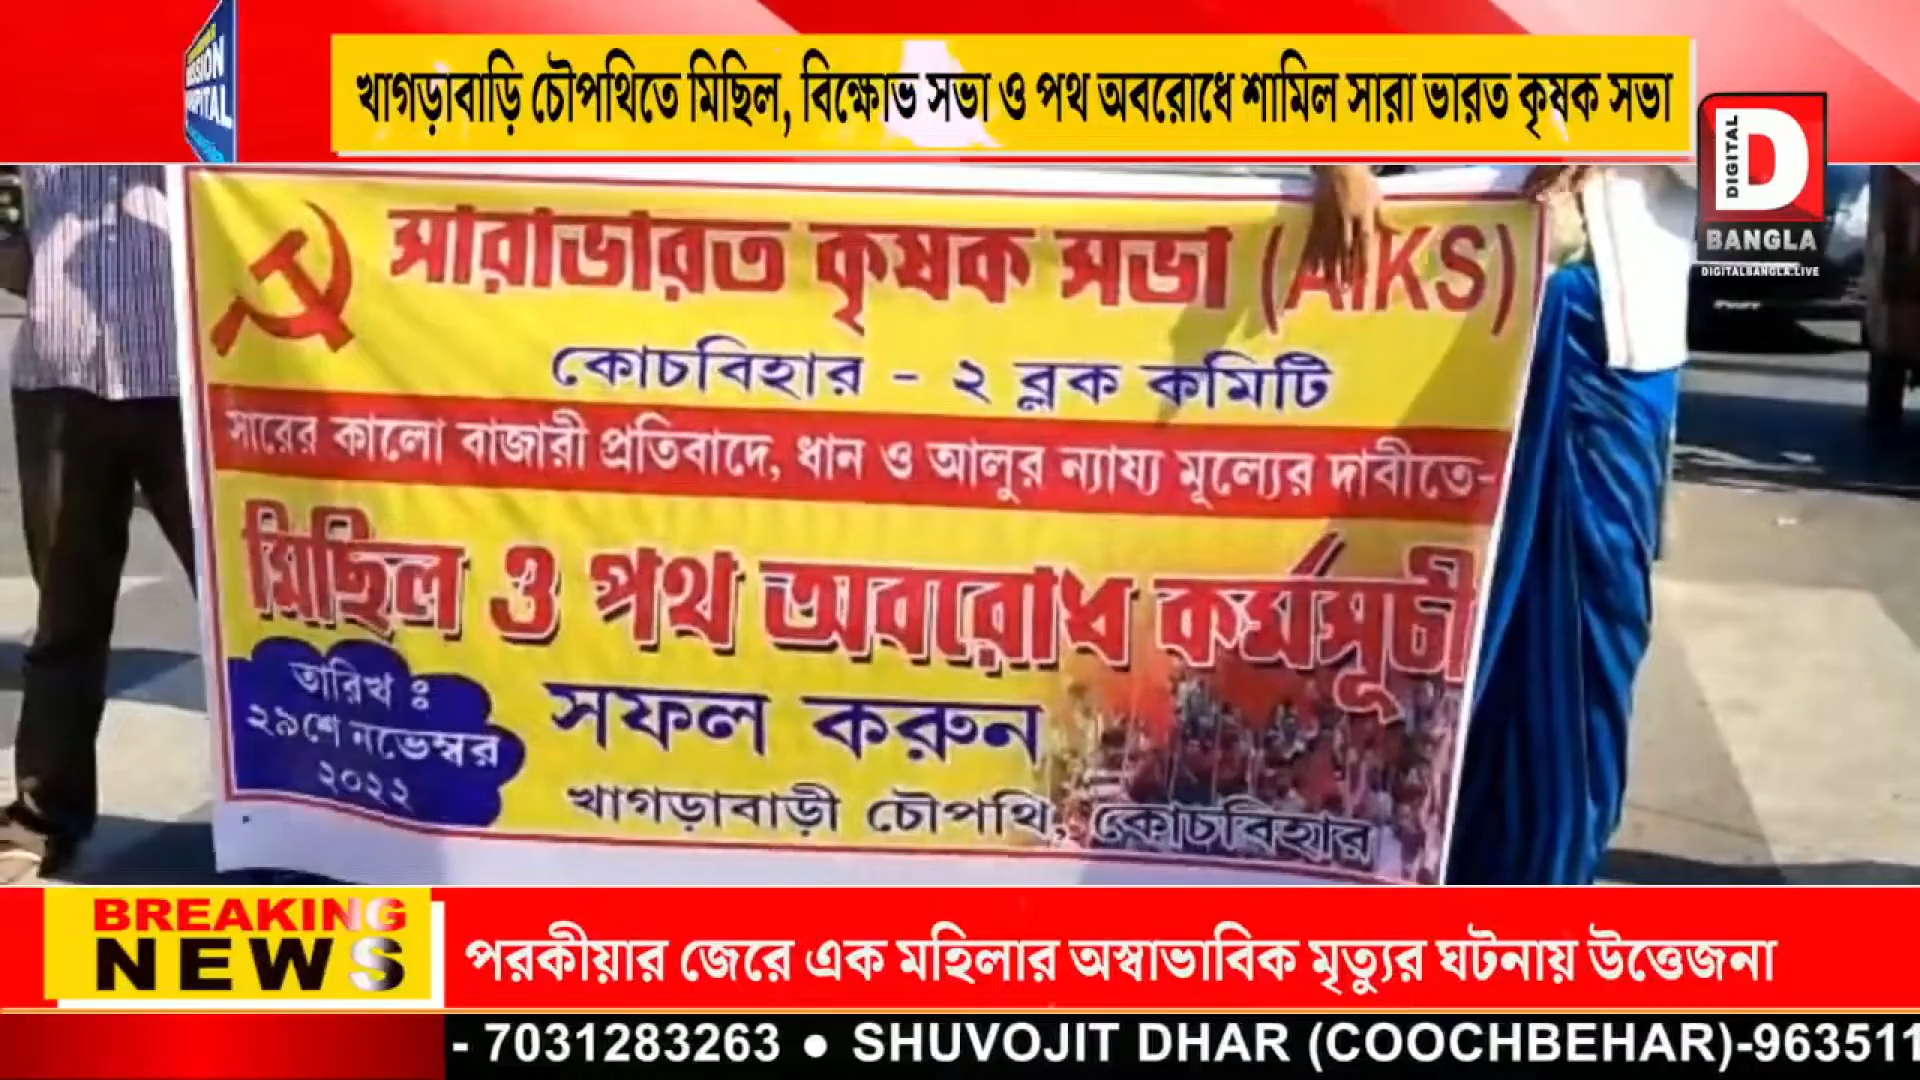 খাগড়াবাড়ি চৌপথিতে মিছিল, বিক্ষোভ সভা ও পথ অবরোধে শামিল সারা ভারত কৃষক সভা
DIGITAL
BANGLA
DIGITALBANGLA.LIVE
সারাভারত কৃষক সভা (AIKS)
কোচবিহার - ২ ব্লক কমিটি
সারের কালো বাজারী প্রতিবাদে, ধান ও আলুর ন্যায্য মূল্যের দাবীতে-
মিছিল ও পথ অবরোধ কর্মসূচী
তারিখ ঃ
২৯শে নভেম্বর
২০২২
সফল করুন
খাগড়াবাড়ী চৌপথি, কোচবিহার
BREAKING
NEWS
পরকীয়ার জেরে এক মহিলার অস্বাভাবিক মৃত্যুর ঘটনায় উত্তেজনা
- 7031283263 ● SHUVOJIT DHAR (COOCHBEHAR)-963511